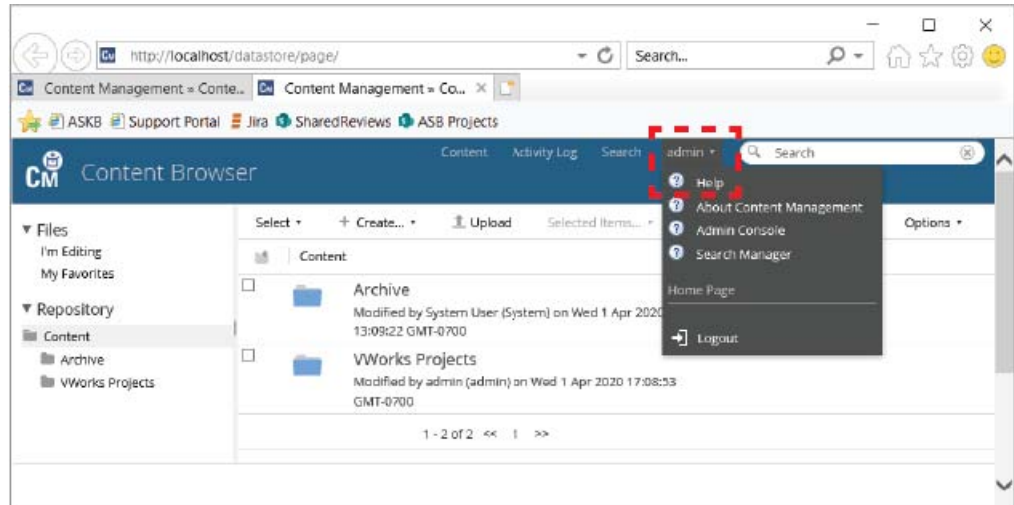 http://localhost/datastore/page/
Search...
Content Management » Conte...
Content Management » Co...
ASKB
Support Portal
Jira
SharedReviews
ASB Projects
CM
Content Browser
Content
Activity Log
Search
admin
Search
Help
About Content Management
Admin Console
Search Manager
Home Page
Logout
Files
I'm Editing
My Favorites
Repository
Content
Archive
VWorks Projects
Select
+ Create...
Upload
Selected Items...
Options
Content
Archive
Modified by System User (System) on Wed 1 Apr 2020
13:09:22 GMT-0700
VWorks Projects
Modified by admin (admin) on Wed 1 Apr 2020 17:08:53
GMT-0700
1 - 2 of 2 << 1 >>